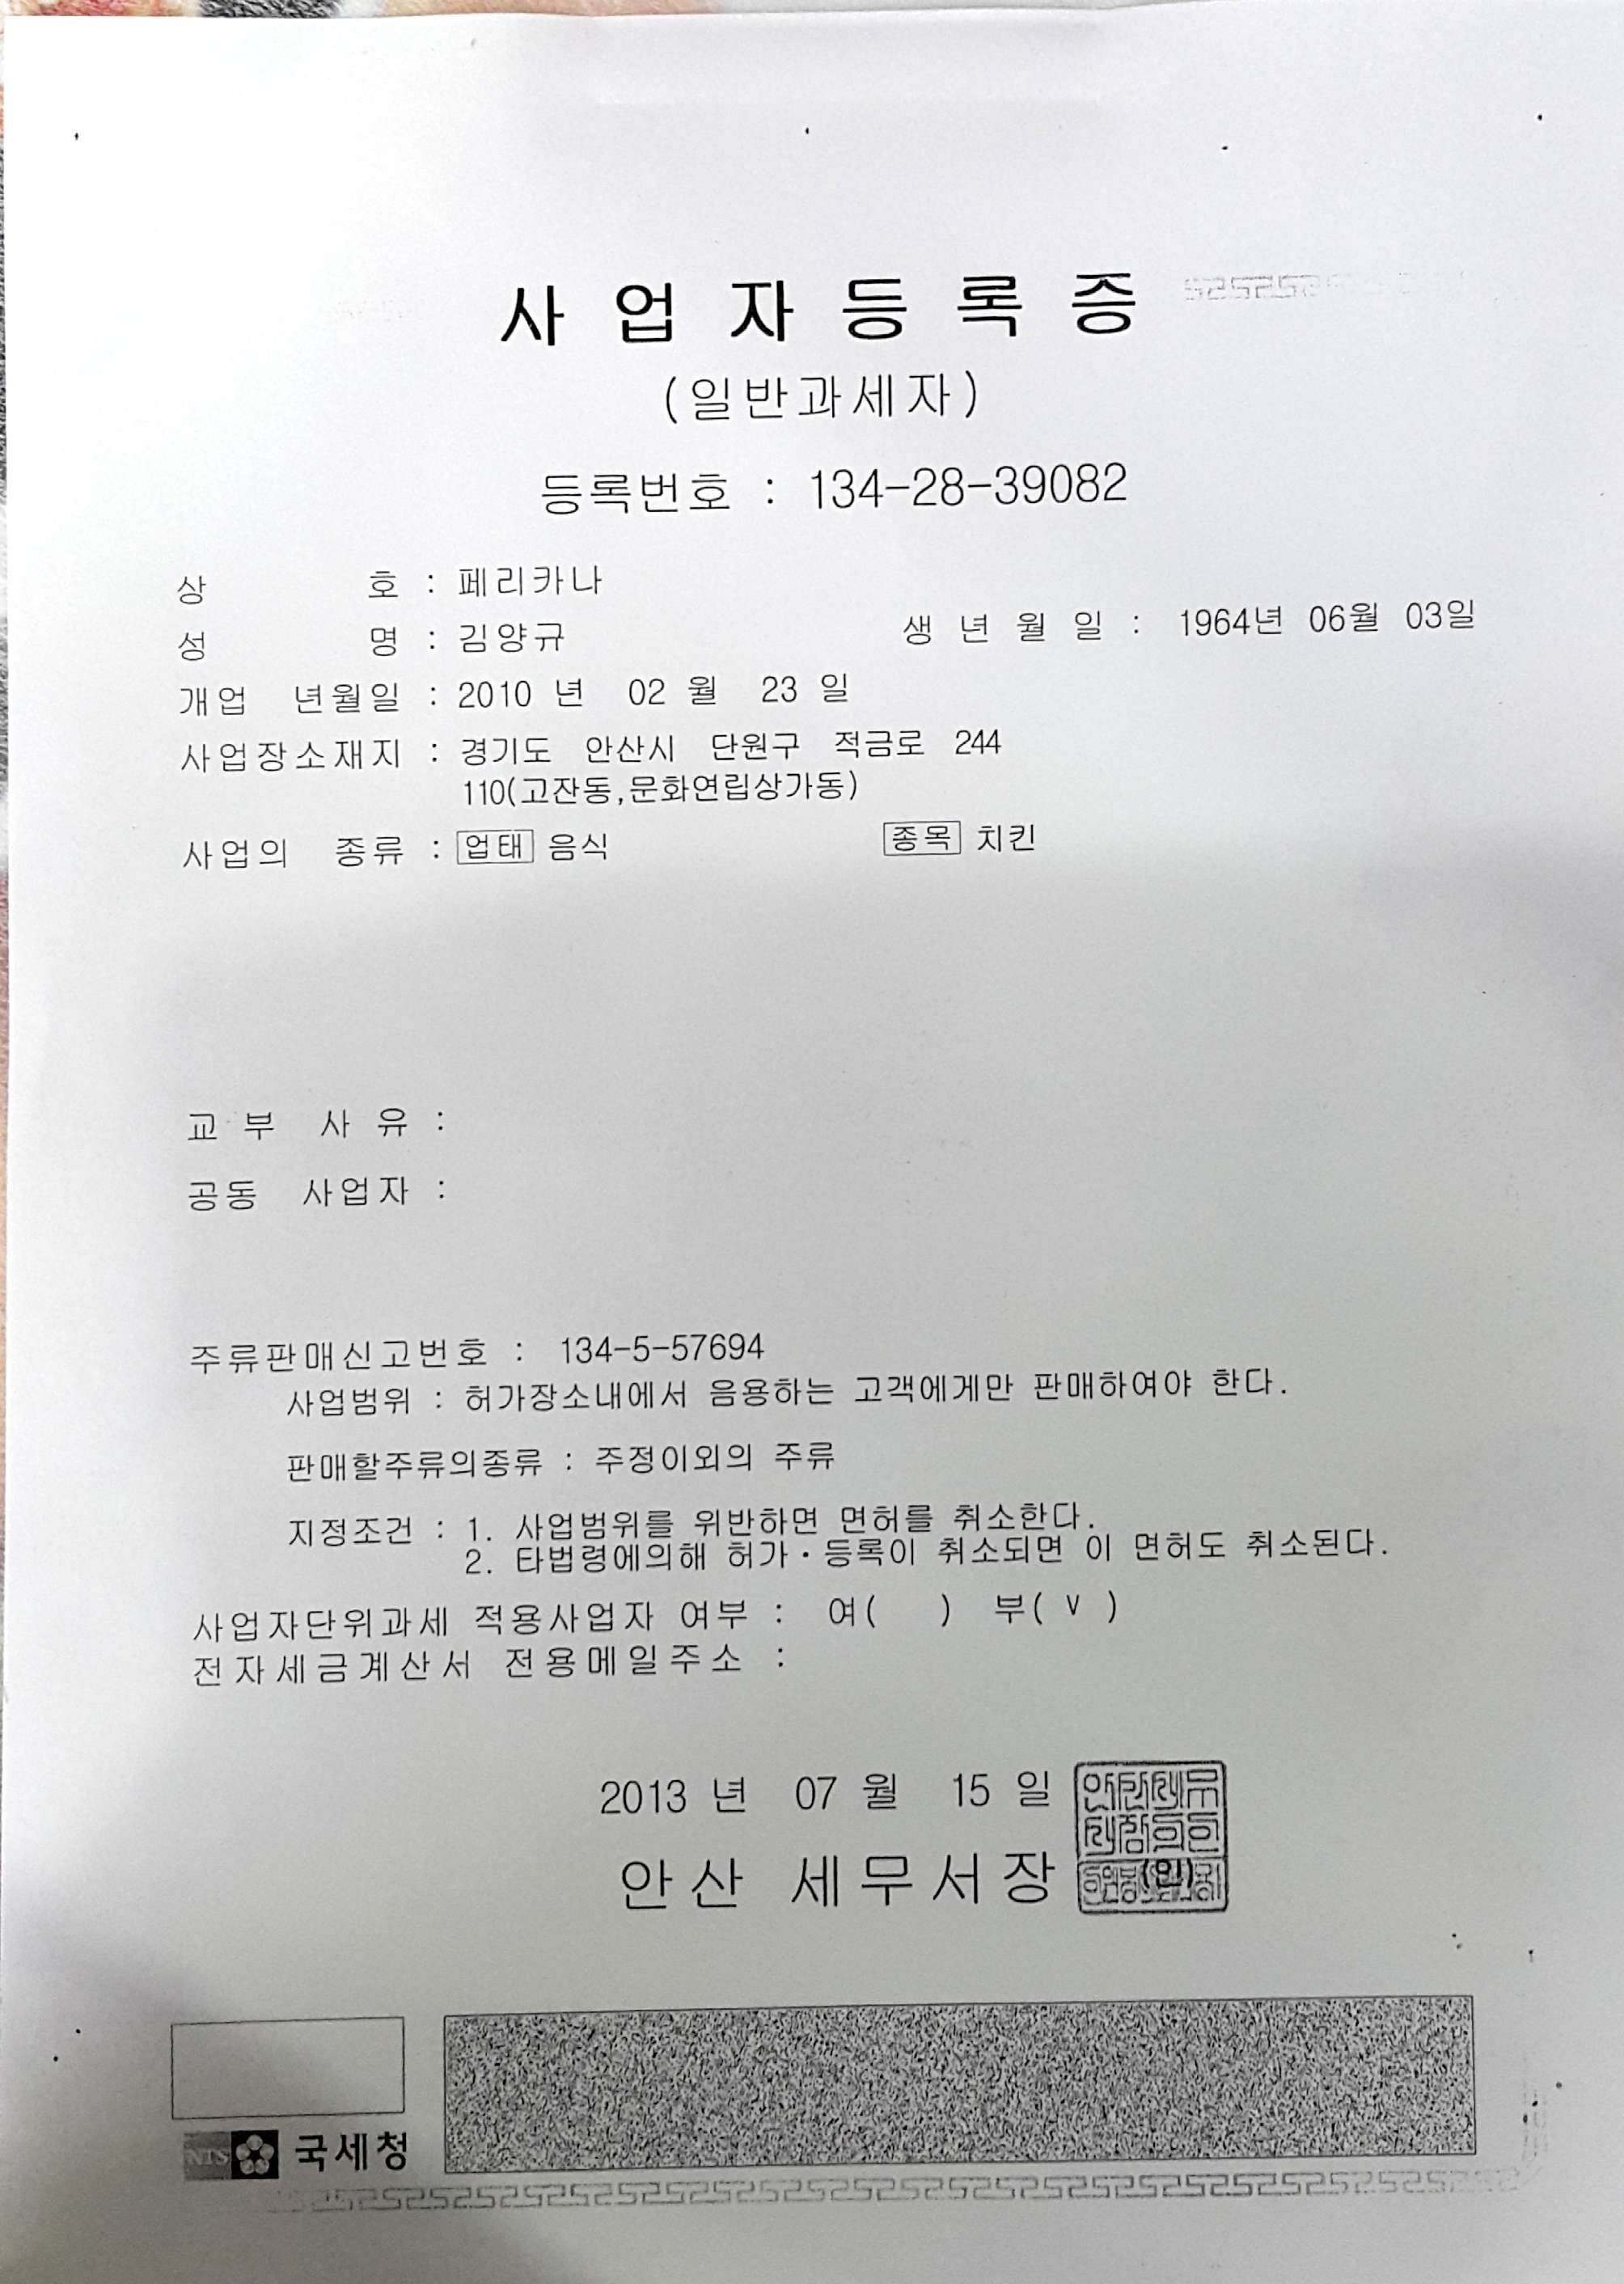 사업자등록증
(일반과세자)
등록번호 : 134-28-39082
상 호 : 페리카나
성 명 : 김양규 생년월일 : 1964년 06월 03일
개업 년월일 : 2010 년 02 월 23 일
사업장소재지 : 경기도 안산시 단원구 적금로 244
110(고잔동,문화연립상가동)
사업의 종류 : 업태 음식 종목 치킨
교부 사유 :
공동 사업자 :
주류판매신고번호 : 134-5-57694
사업범위 : 허가장소내에서 음용하는 고객에게만 판매하여야 한다.
판매할주류의종류 : 주정이외의 주류
지정조건 : 1. 사업범위를 위반하면 면허를 취소한다.
2. 타법령에의해 허가·등록이 취소되면 이 면허도 취소된다.
사업자단위과세 적용사업자 여부 : 여( ) 부( v )
전자세금계산서 전용메일주소 :
2013 년 07 월 15 일
안산 세무서장 (인)
NTS 국세청